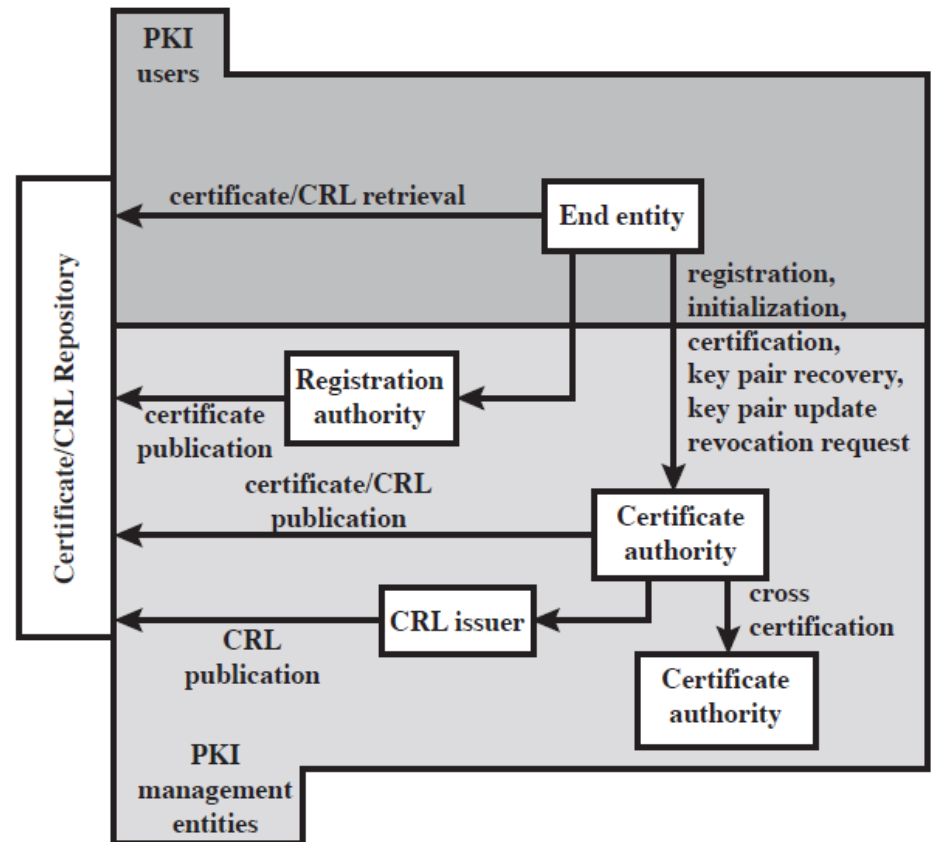 PKI
users
certificate/CRL retrieval
End entity
Certificate/CRL Repository
registration,
initialization,
certification,
key pair recovery,
key pair update
revocation request
Registration
authority
certificate
publication
certificate/CRL
publication
Certificate
authority
CRL issuer
CRL
publication
cross
certification
Certificate
authority
PKI
management
entities